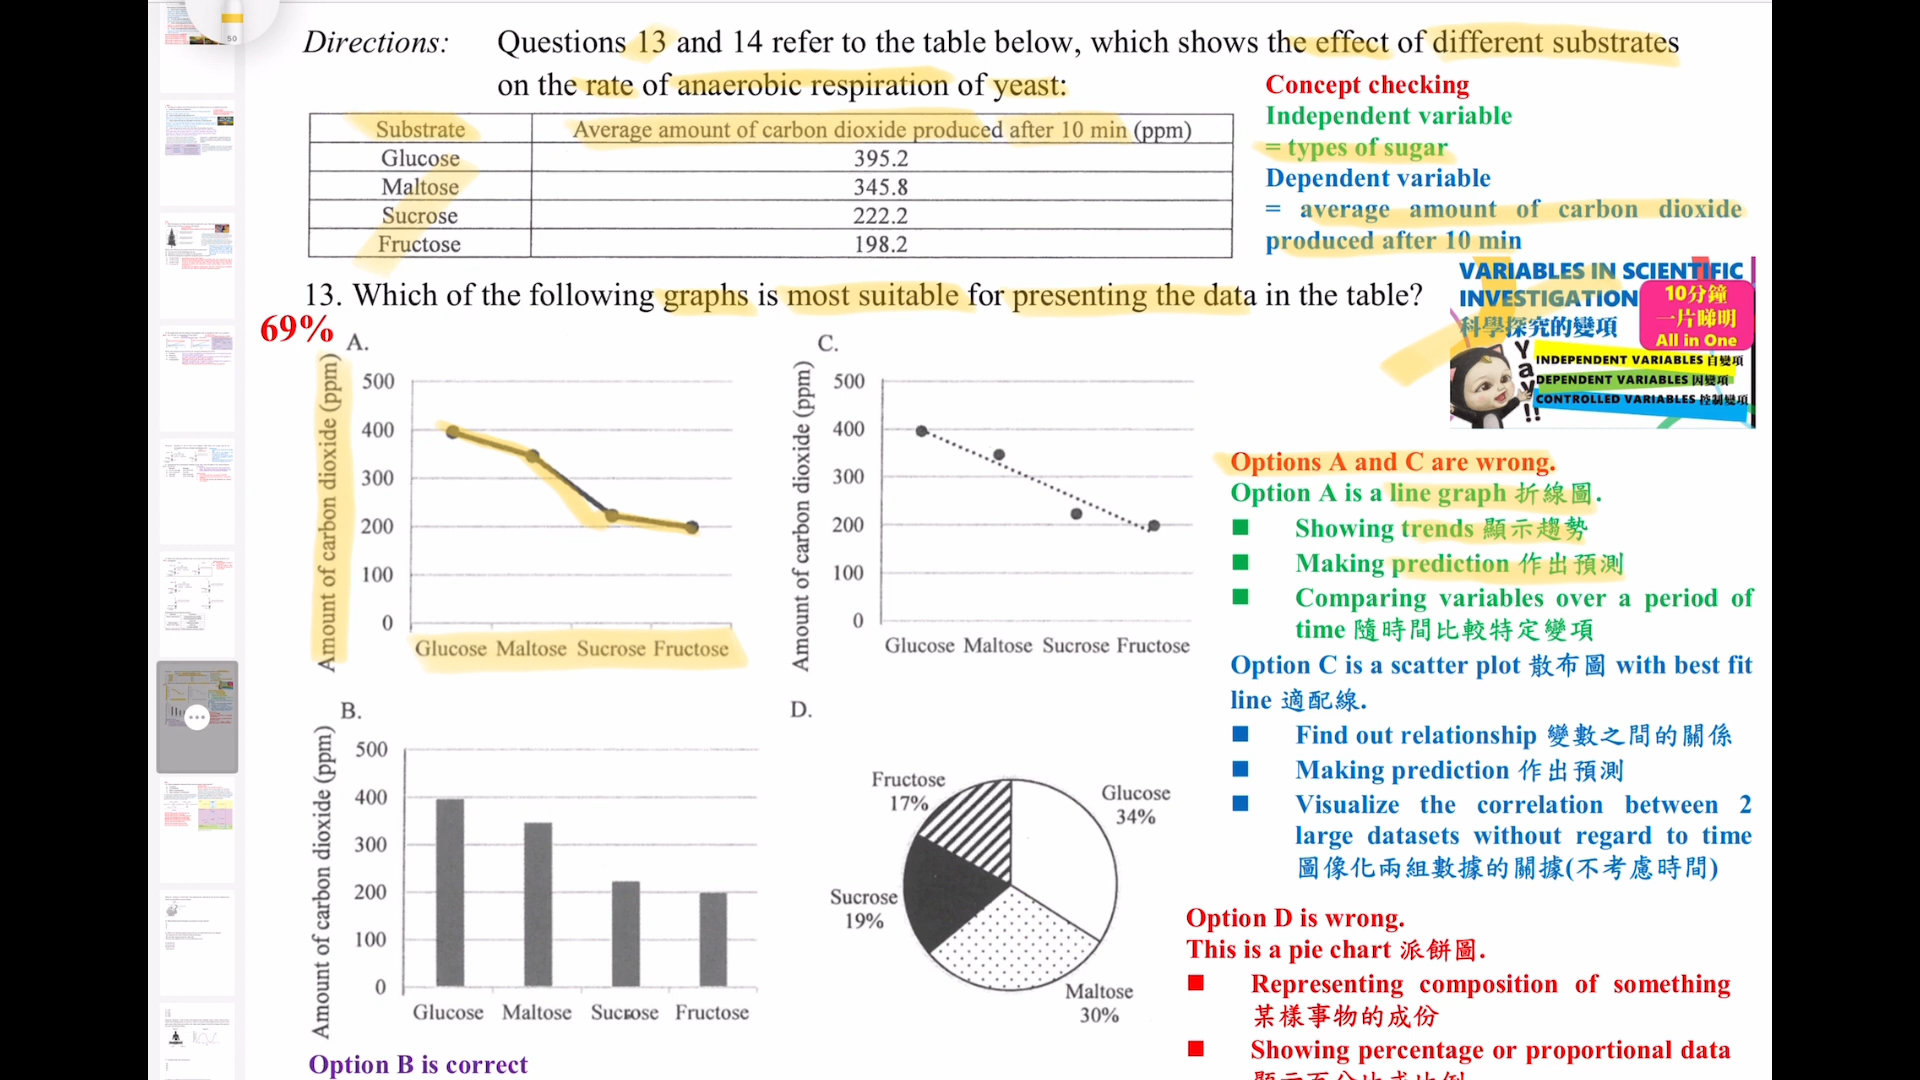 50
Directions: Questions 13 and 14 refer to the table below, which shows the effect of different substrates
on the rate of anaerobic respiration of yeast:
Substrate Average amount of carbon dioxide produced after 10 min (ppm)
Glucose 395.2
Maltose 345.8
Sucrose 222.2
Fructose 198.2
Concept checking
Independent variable
= types of sugar
Dependent variable
= average amount of carbon dioxide
produced after 10 min
13. Which of the following graphs is most suitable for presenting the data in the table?
69%
VARIABLES IN SCIENTIFIC
INVESTIGATION
科學探究的變項
10分鐘
一片睇明
All in One
Yay!!
INDEPENDENT VARIABLES 自變項
DEPENDENT VARIABLES 因變項
CONTROLLED VARIABLES 控制變項
A.
Amount of carbon dioxide (ppm)
500
400
300
200
100
0
Glucose Maltose Sucrose Fructose
C.
Amount of carbon dioxide (ppm)
500
400
300
200
100
0
Glucose Maltose Sucrose Fructose
B.
Amount of carbon dioxide (ppm)
500
400
300
200
100
0
Glucose Maltose Sucrose Fructose
D.
Fructose
17%
Glucose
34%
Sucrose
19%
Maltose
30%
Options A and C are wrong.
Option A is a line graph 折線圖.
■ Showing trends 顯示趨勢
■ Making prediction 作出預測
■ Comparing variables over a period of
time 隨時間比較特定變項
Option C is a scatter plot 散布圖 with best fit
line 適配線.
■ Find out relationship 變數之間的關係
■ Making prediction 作出預測
■ Visualize the correlation between 2
large datasets without regard to time
圖像化兩組數據的關據(不考慮時間)
Option D is wrong.
This is a pie chart 派餅圖.
■ Representing composition of something
某樣事物的成份
■ Showing percentage or proportional data
Option B is correct